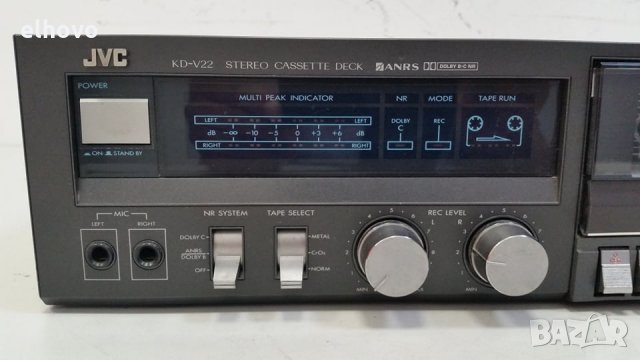 elhovo
JVC
KD-V22 STEREO CASSETTE DECK ANRS DOLBY B-C NR
POWER
ON STAND BY
MULTI PEAK INDICATOR
LEFT LEFT
dB -∞ -10 -5 0 +3 +6 dB
RIGHT RIGHT
NR
DOLBY C
MODE
REC
TAPE RUN
MIC
LEFT RIGHT
NR SYSTEM
DOLBY C
ANRS
DOLBY B
OFF
TAPE SELECT
METAL
CrO₂
NORM
REC LEVEL
L R
MIN
MIN
BAZAR